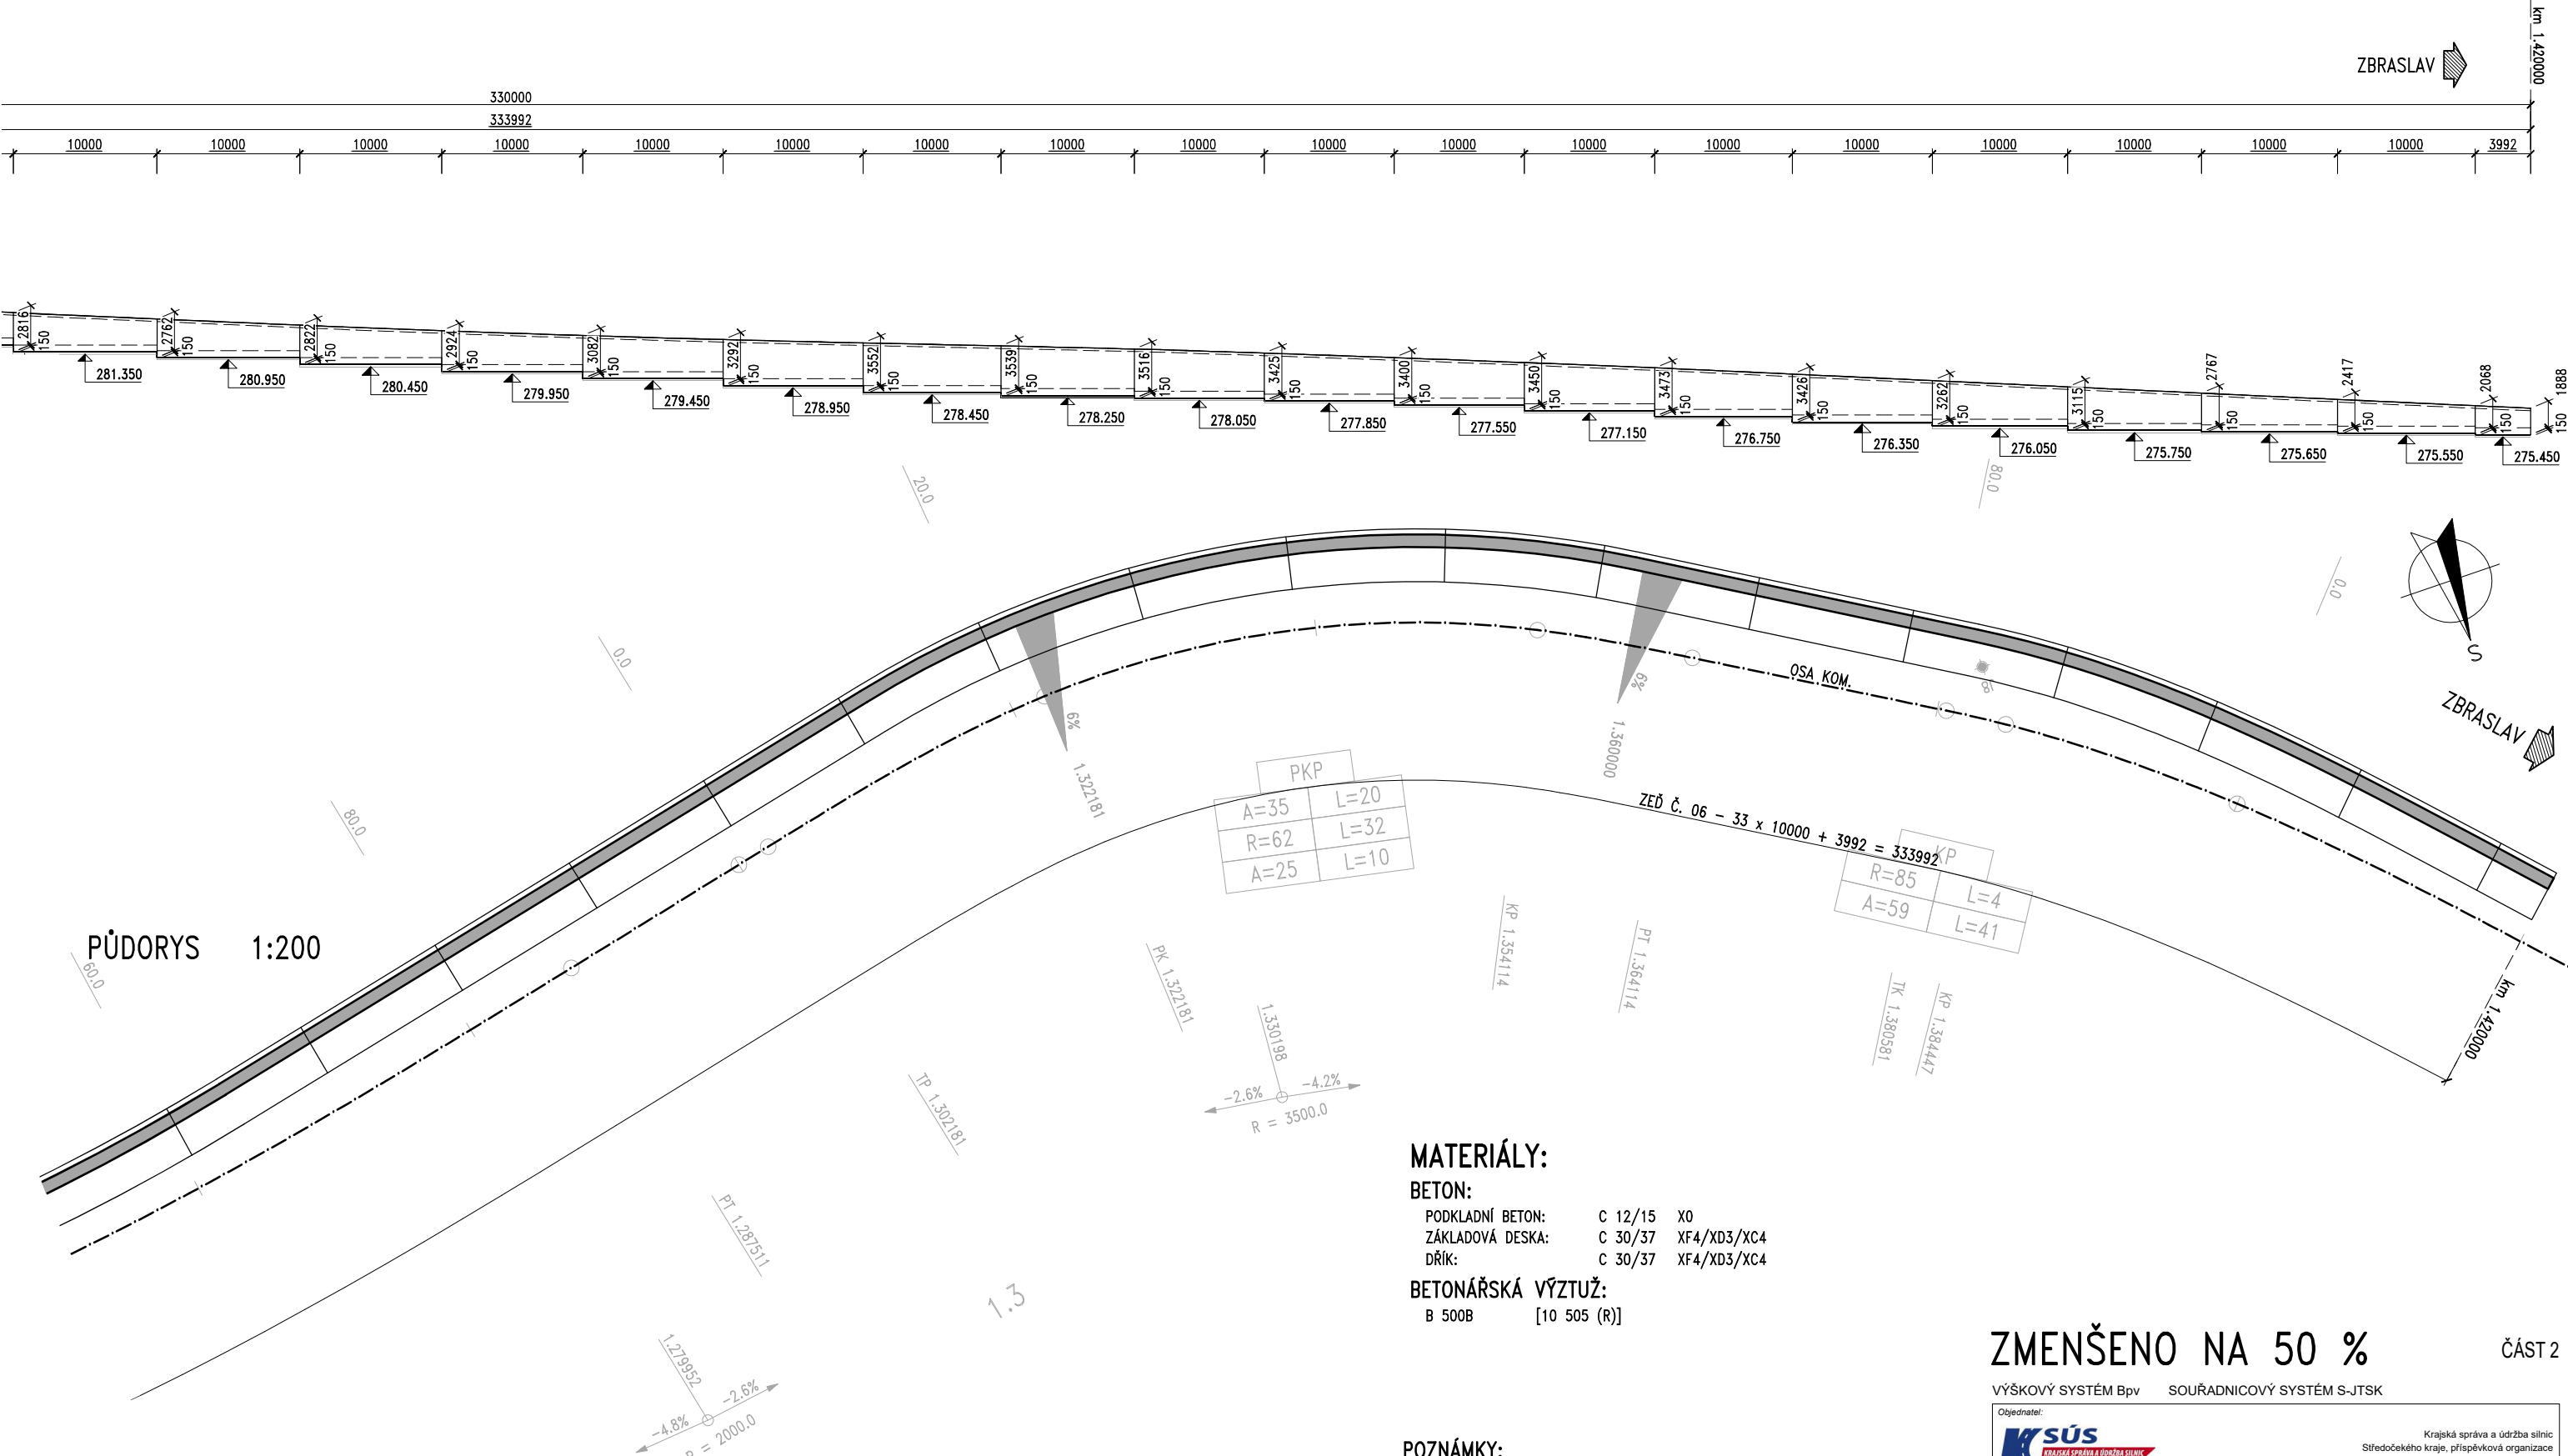 km 1.420000
ZBRASLAV
330000
333992
10000 10000 10000 10000 10000 10000 10000 10000 10000 10000 10000 10000 10000 10000 10000 10000 10000 10000 3992
2816 2762 2822 2924 3082 3292 3552 3539 3516 3425 3400 3450 3473 3426 3262 3115 2767 2417 2068 1888
150 150 150 150 150 150 150 150 150 150 150 150 150 150 150 150 150 150 150 150
281.350 280.950 280.450 279.950 279.450 278.950 278.450 278.250 278.050 277.850 277.550 277.150 276.750 276.350 276.050 275.750 275.650 275.550 275.450
20.0
80.0
0.0
0.0
80.0
60.0
S
ZBRASLAV
OSA KOM.
6%
1.322181
6%
1.360000
18
PKP
A=35 L=20
R=62 L=32
A=25 L=10
ZEĎ Č. 06 – 33 x 10000 + 3992 = 333992
KP
R=85 L=4
A=59 L=41
PŮDORYS 1:200
KP 1.354114
PT 1.364114
TK 1.380581
KP 1.384447
km 1.420000
PK 1.322181
1.330198
-2.6% -4.2%
R = 3500.0
TP 1.302181
PT 1.287511
1.3
1.279952
-4.8% -2.6%
R = 2000.0
MATERIÁLY:
BETON:
PODKLADNÍ BETON: C 12/15 X0
ZÁKLADOVÁ DESKA: C 30/37 XF4/XD3/XC4
DŘÍK: C 30/37 XF4/XD3/XC4
BETONÁŘSKÁ VÝZTUŽ:
B 500B [10 505 (R)]
ZMENŠENO NA 50 %
ČÁST 2
VÝŠKOVÝ SYSTÉM Bpv SOUŘADNICOVÝ SYSTÉM S-JTSK
Objednatel:
KSÚS
KRAJSKÁ SPRÁVA A ÚDRŽBA SILNIC
Krajská správa a údržba silnic
Středočeského kraje, příspěvková organizace
POZNÁMKY: